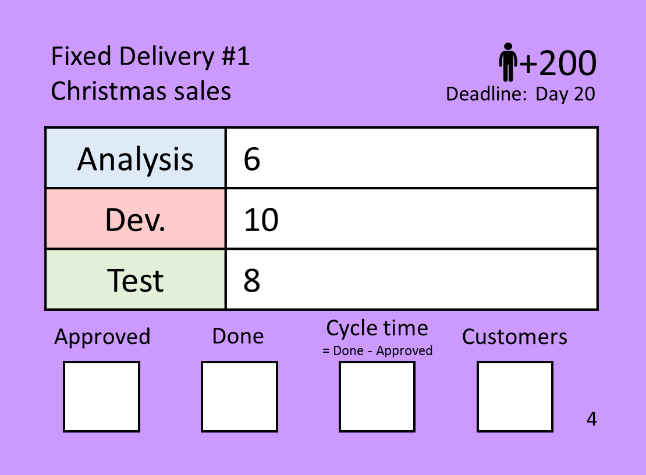 Fixed Delivery #1
Christmas sales
+200
Deadline: Day 20
Analysis 6
Dev. 10
Test 8
Approved Done Cycle time Customers
= Done - Approved
4